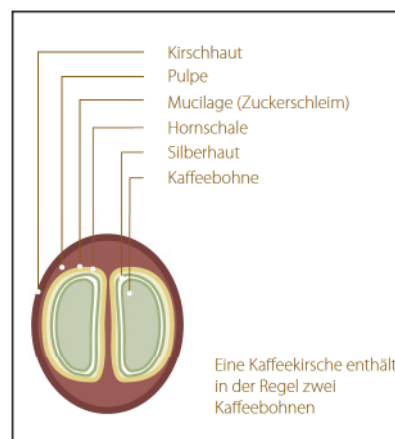 Kirschhaut
Pulpe
Mucilage (Zuckerschleim)
Hornschale
Silberhaut
Kaffeebohne
Eine Kaffeekirsche enthält
in der Regel zwei
Kaffeebohnen